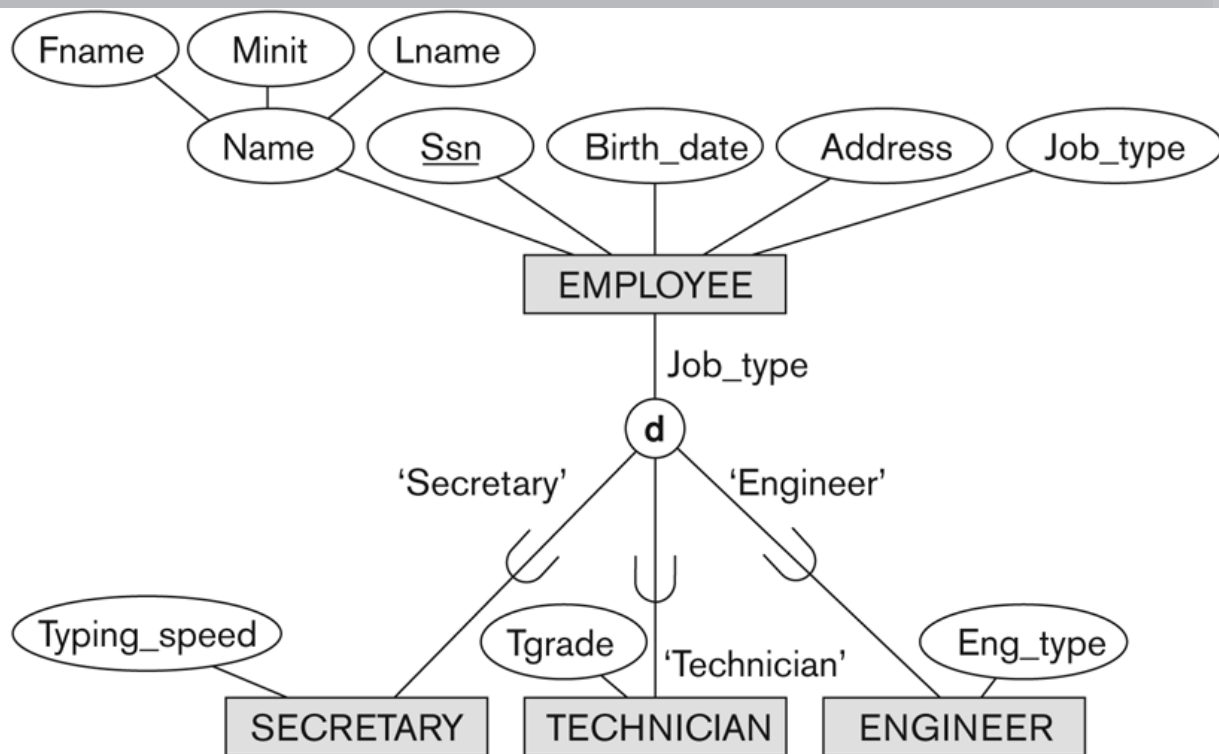 Fname Minit Lname
Name Ssn Birth_date Address Job_type
EMPLOYEE
Job_type
d
‘Secretary’ ‘Engineer’
Typing_speed Tgrade Eng_type
‘Technician’
SECRETARY TECHNICIAN ENGINEER